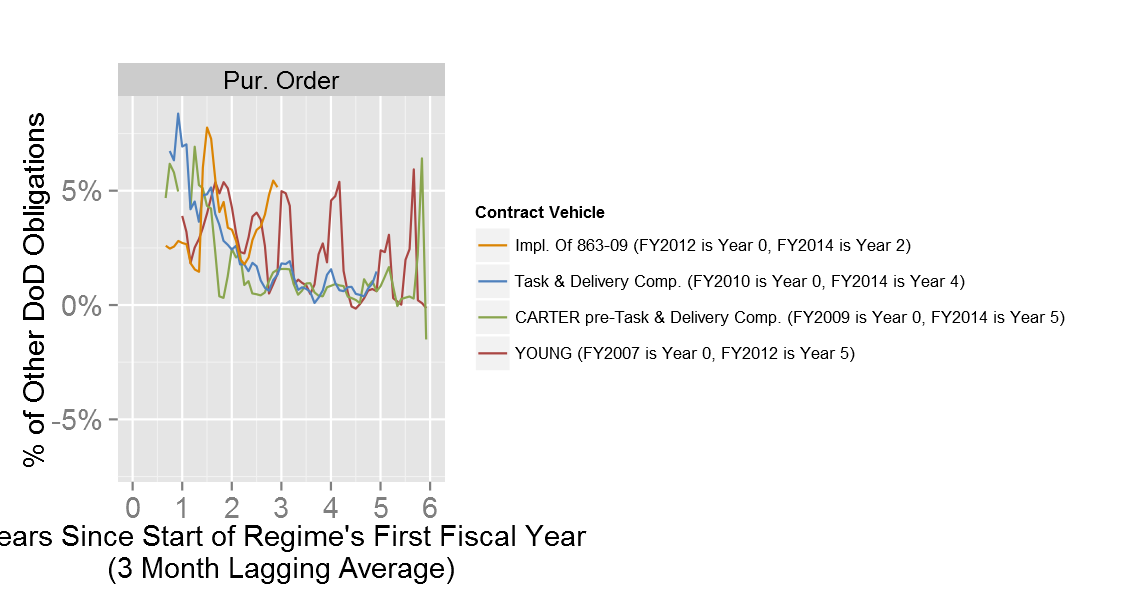 Pur. Order
% of Other DoD Obligations
5%
0%
-5%
0 1 2 3 4 5 6
ears Since Start of Regime's First Fiscal Year
(3 Month Lagging Average)
Contract Vehicle
Impl. Of 863-09 (FY2012 is Year 0, FY2014 is Year 2)
Task & Delivery Comp. (FY2010 is Year 0, FY2014 is Year 4)
CARTER pre-Task & Delivery Comp. (FY2009 is Year 0, FY2014 is Year 5)
YOUNG (FY2007 is Year 0, FY2012 is Year 5)